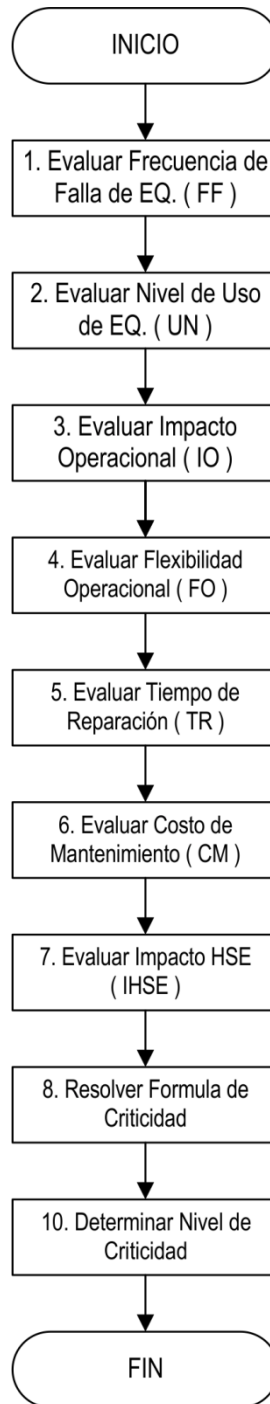 INICIO
1. Evaluar Frecuencia de
Falla de EQ. ( FF )
2. Evaluar Nivel de Uso
de EQ. ( UN )
3. Evaluar Impacto
Operacional ( IO )
4. Evaluar Flexibilidad
Operacional ( FO )
5. Evaluar Tiempo de
Reparación ( TR )
6. Evaluar Costo de
Mantenimiento ( CM )
7. Evaluar Impacto HSE
( IHSE )
8. Resolver Formula de
Criticidad
10. Determinar Nivel de
Criticidad
FIN